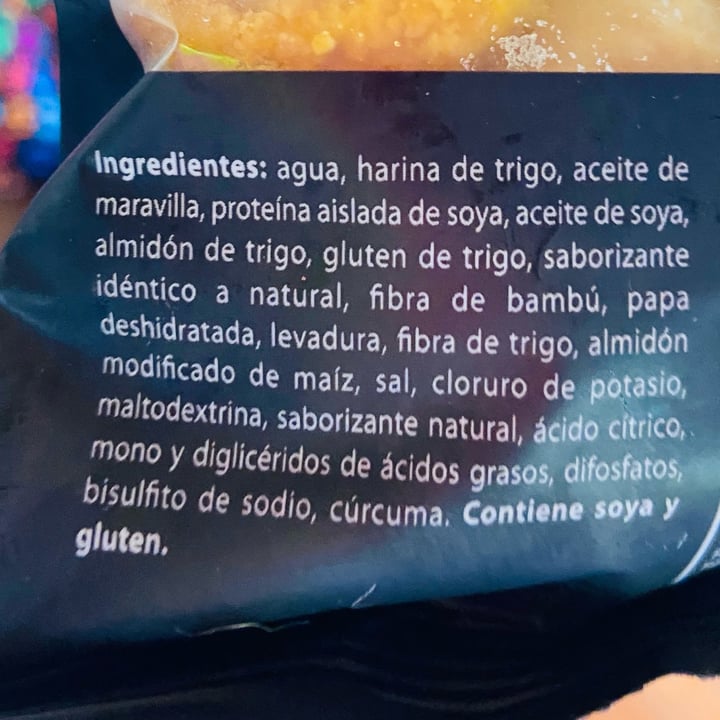 Ingredientes: agua, harina de trigo, aceite de
maravilla, proteína aislada de soya, aceite de soya,
almidón de trigo, gluten de trigo, saborizante
idéntico a natural, fibra de bambú, papa
deshidratada, levadura, fibra de trigo, almidón
modificado de maíz, sal, cloruro de potasio,
maltodextrina, saborizante natural, ácido cítrico,
mono y diglicéridos de ácidos grasos, difosfatos,
bisulfito de sodio, cúrcuma. Contiene soya y
gluten.